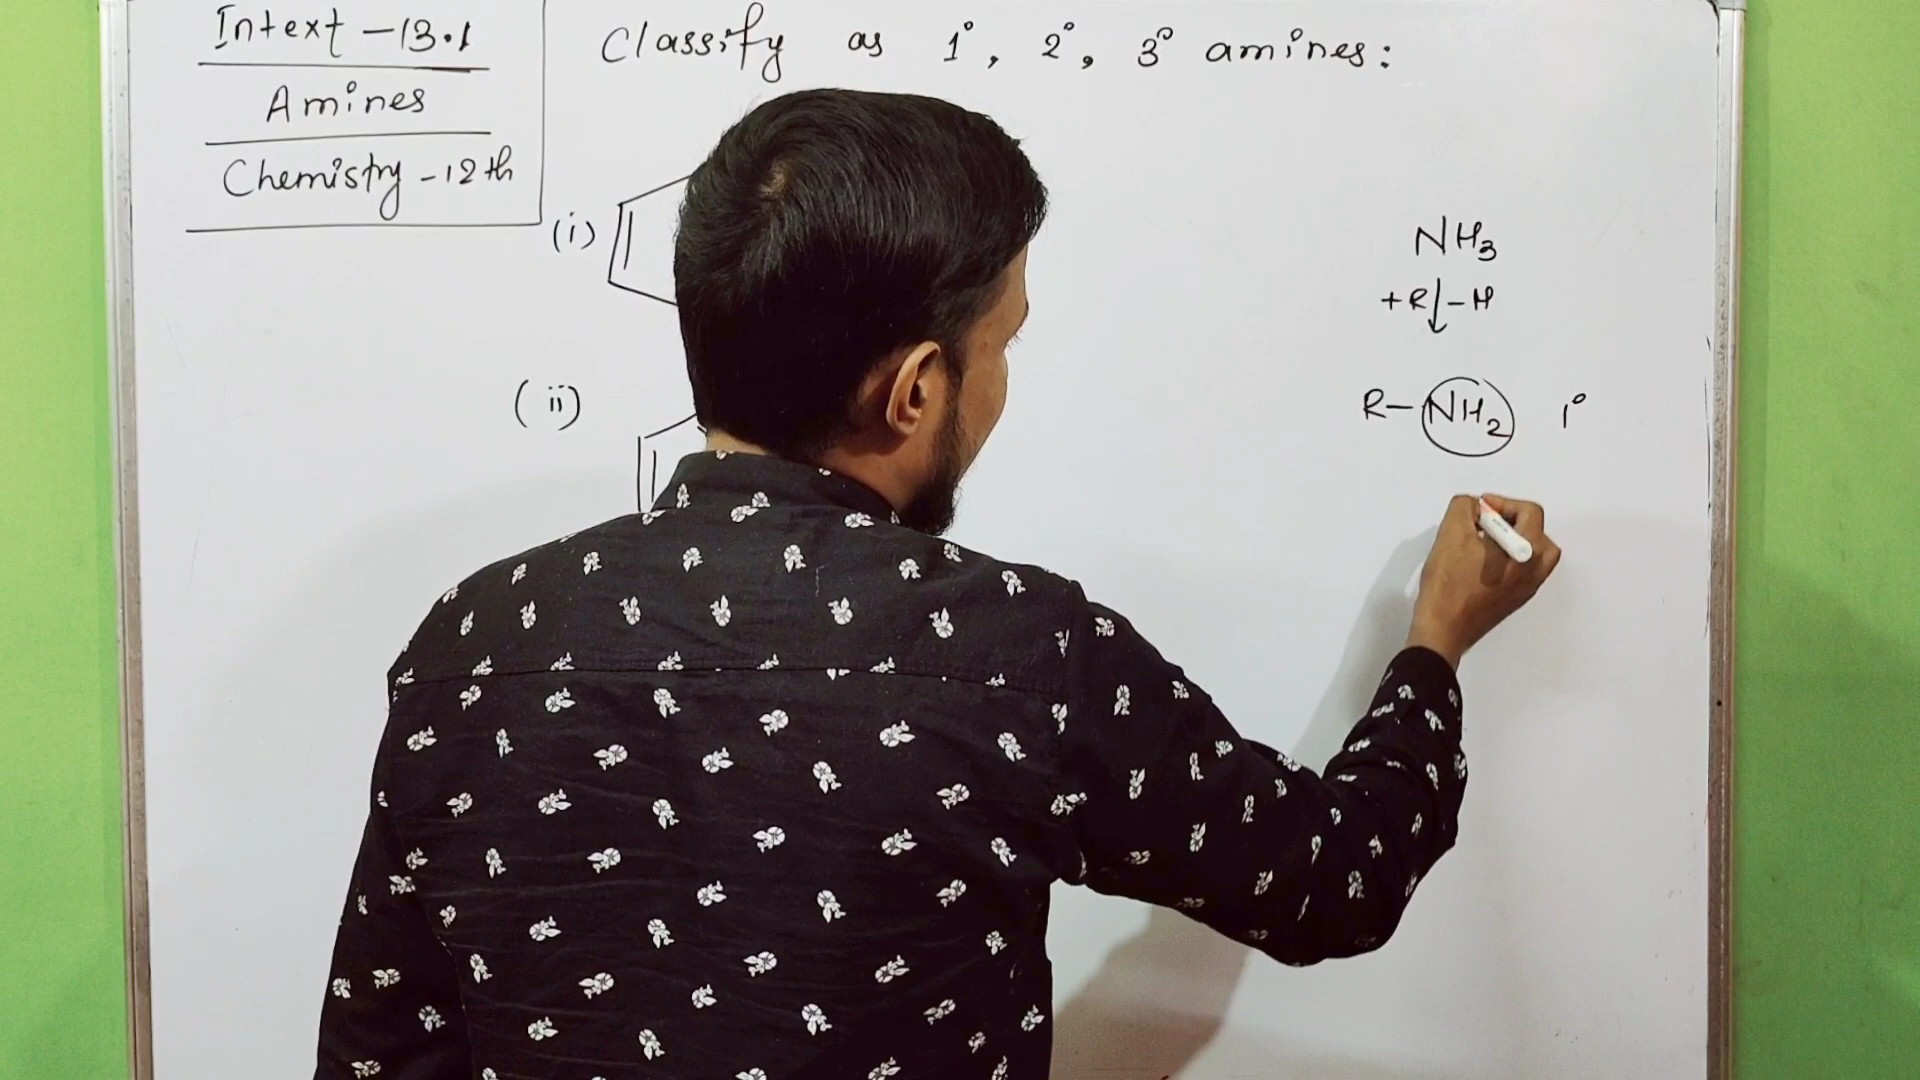 Intext - 13.1
Amines
Chemistry - 12th
Classify as 1°, 2°, 3° amines:
(i)
(ii)
NH₃
+R ↓ -H
R-NH₂ 1°